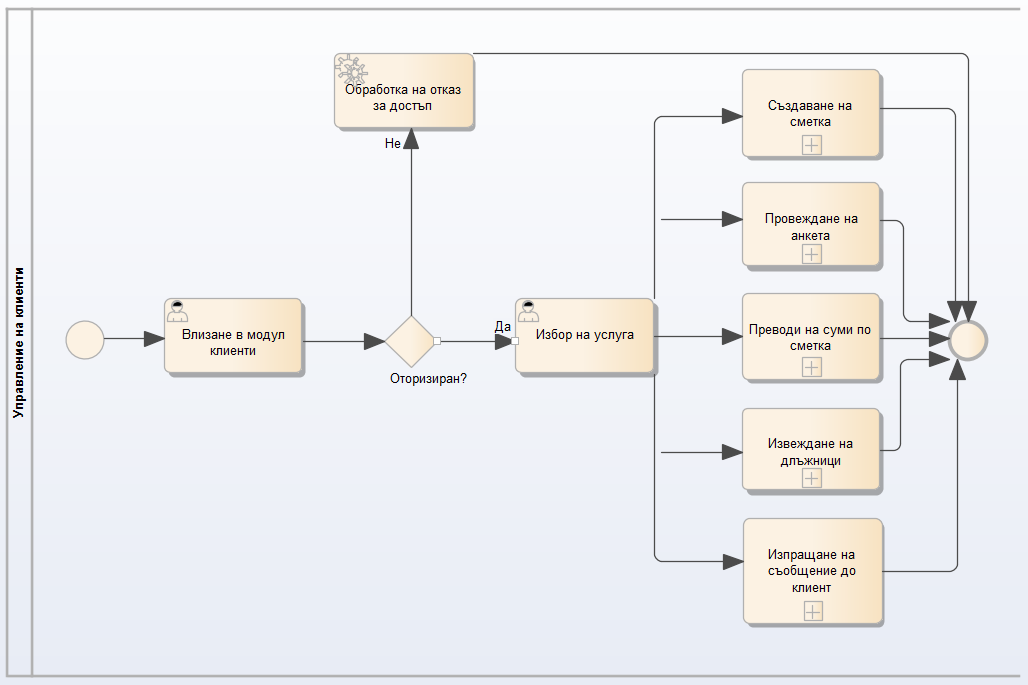 Управление на клиенти
Обработка на отказ
за достъп
Не
Влизане в модул
клиенти
Оторизиран?
Да
Избор на услуга
Създаване на
сметка
Провеждане на
анкета
Преводи на суми по
сметка
Извеждане на
длъжници
Изпращане на
съобщение до
клиент